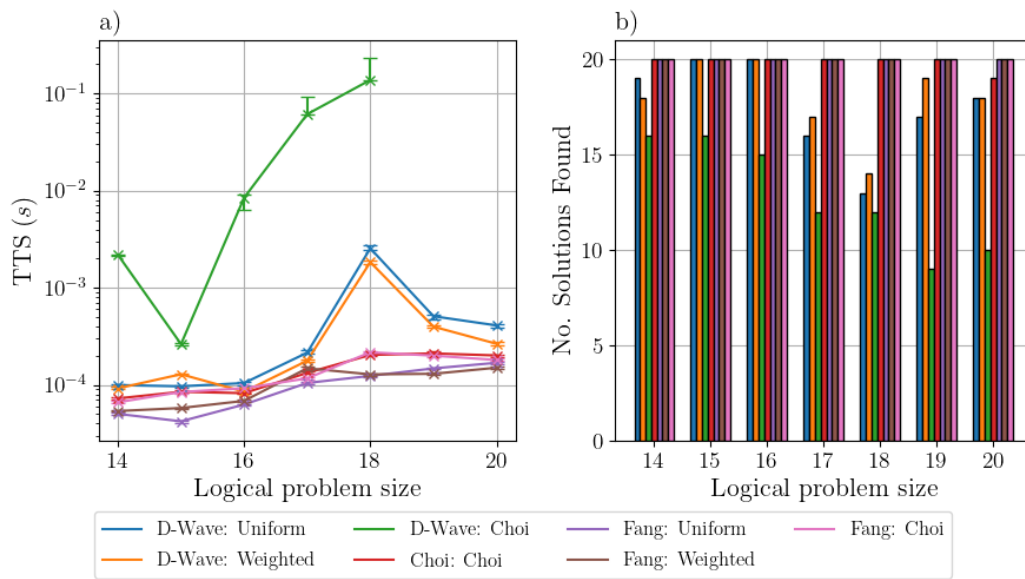 a)
TTS (s)
10⁻¹
10⁻²
10⁻³
10⁻⁴
14
16
18
20
Logical problem size
b)
No. Solutions Found
20
15
10
5
0
14 15 16 17 18 19 20
Logical problem size
D-Wave: Uniform D-Wave: Choi Fang: Uniform Fang: Choi
D-Wave: Weighted Choi: Choi Fang: Weighted